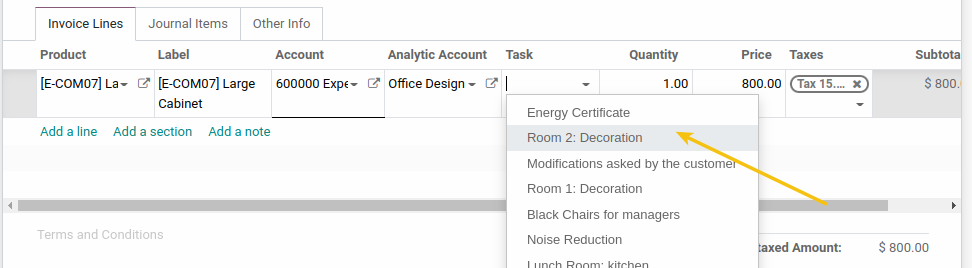 Invoice Lines Journal Items Other Info
Product Label Account Analytic Account Task Quantity Price Taxes Subtota
[E-COM07] La [E-COM07] Large Cabinet 600000 Expe Office Design 1.00 800.00 Tax 15.... $ 800.
Energy Certificate
Add a line Add a section Add a note
Room 2: Decoration
Modifications asked by the customer
Room 1: Decoration
Black Chairs for managers
Terms and Conditions
Noise Reduction
taxed Amount: $ 800.00
Lunch Room: kitchen